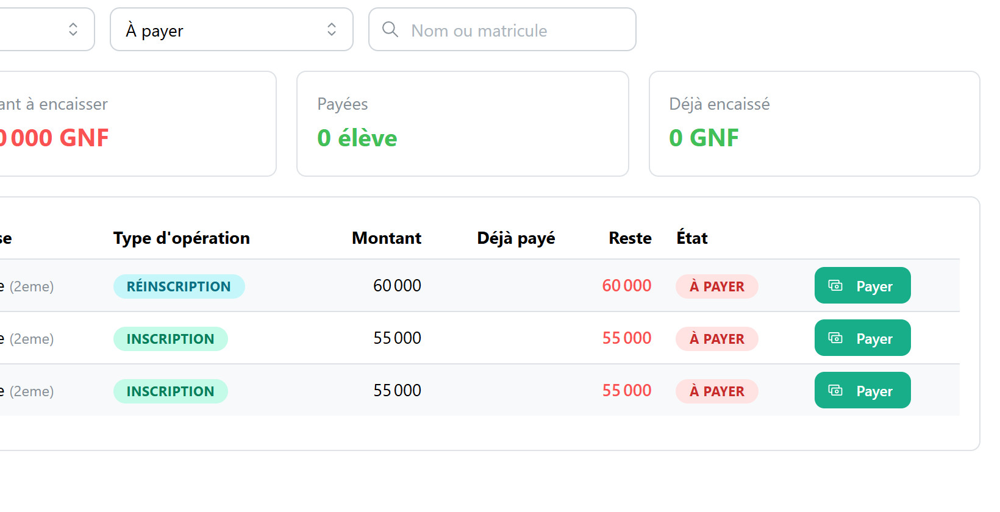 À payer
Nom ou matricule
ant à encaisser
0 000 GNF
Payées
0 élève
Déjà encaissé
0 GNF
se Type d'opération Montant Déjà payé Reste État
e (2eme) RÉINSCRIPTION 60 000 60 000 À PAYER Payer
e (2eme) INSCRIPTION 55 000 55 000 À PAYER Payer
e (2eme) INSCRIPTION 55 000 55 000 À PAYER Payer